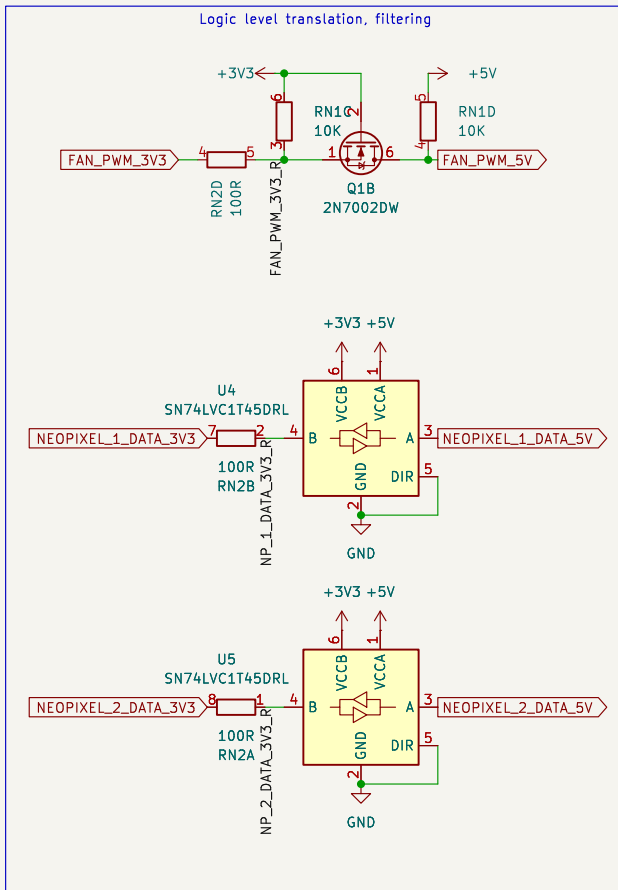 Logic level translation, filtering
+3V3
+5V
6
RN1C
10K
3
2
5
RN1D
10K
4
FAN_PWM_3V3
4
5
1
6
FAN_PWM_5V
RN2D
100R
FAN_PWM_3V3_R
Q1B
2N7002DW
+3V3
+5V
6
1
U4
SN74LVC1T45DRL
VCCB
VCCA
NEOPIXEL_1_DATA_3V3
7
2
4
B
A
3
NEOPIXEL_1_DATA_5V
100R
RN2B
NP_1_DATA_3V3_R
GND
DIR
5
2
GND
+3V3
+5V
6
1
U5
SN74LVC1T45DRL
VCCB
VCCA
NEOPIXEL_2_DATA_3V3
8
1
4
B
A
3
NEOPIXEL_2_DATA_5V
100R
RN2A
NP_2_DATA_3V3_R
GND
DIR
5
2
GND